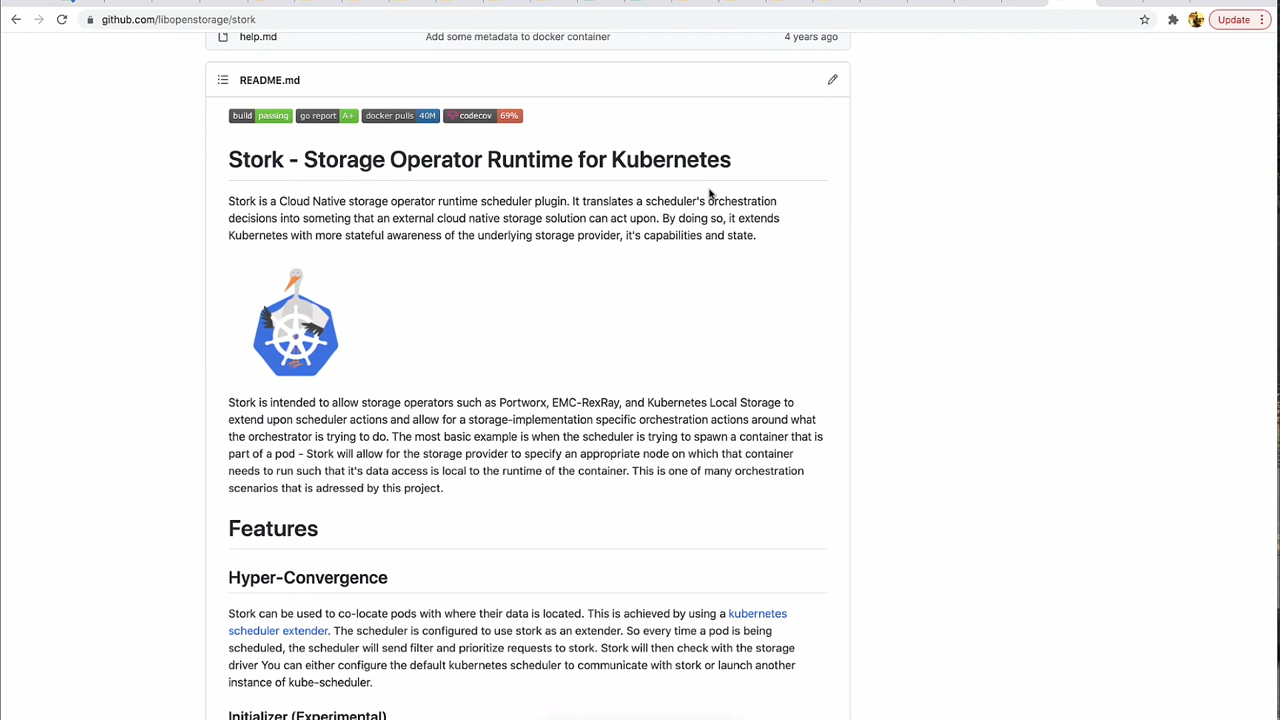 github.com/libopenstorage/stork
Update
help.md
Add some metadata to docker container
4 years ago
README.md
build passing go report A+ docker pulls 40M codecov 69%
Stork - Storage Operator Runtime for Kubernetes
Stork is a Cloud Native storage operator runtime scheduler plugin. It translates a scheduler's orchestration
decisions into someting that an external cloud native storage solution can act upon. By doing so, it extends
Kubernetes with more stateful awareness of the underlying storage provider, it's capabilities and state.
Stork is intended to allow storage operators such as Portworx, EMC-RexRay, and Kubernetes Local Storage to
extend upon scheduler actions and allow for a storage-implementation specific orchestration actions around what
the orchestrator is trying to do. The most basic example is when the scheduler is trying to spawn a container that is
part of a pod - Stork will allow for the storage provider to specify an appropriate node on which that container
needs to run such that it's data access is local to the runtime of the container. This is one of many orchestration
scenarios that is adressed by this project.
Features
Hyper-Convergence
Stork can be used to co-locate pods with where their data is located. This is achieved by using a kubernetes
scheduler extender. The scheduler is configured to use stork as an extender. So every time a pod is being
scheduled, the scheduler will send filter and prioritize requests to stork. Stork will then check with the storage
driver You can either configure the default kubernetes scheduler to communicate with stork or launch another
instance of kube-scheduler.
Initializer (Experimental)